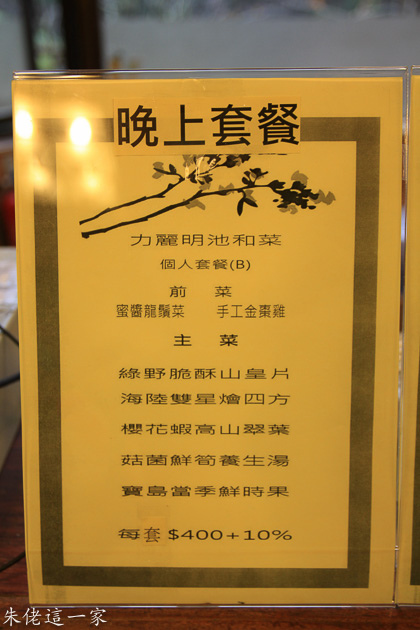 晚上套餐
力麗明池和菜
個人套餐(B)
前 菜
蜜醬龍鬚菜 手工金棗雞
主 菜
綠野脆酥山皇片
海陸雙星燴四方
櫻花蝦高山翠葉
菇菌鮮筍養生湯
寶島當季鮮時果
每套 $400+10%
朱佬這一家